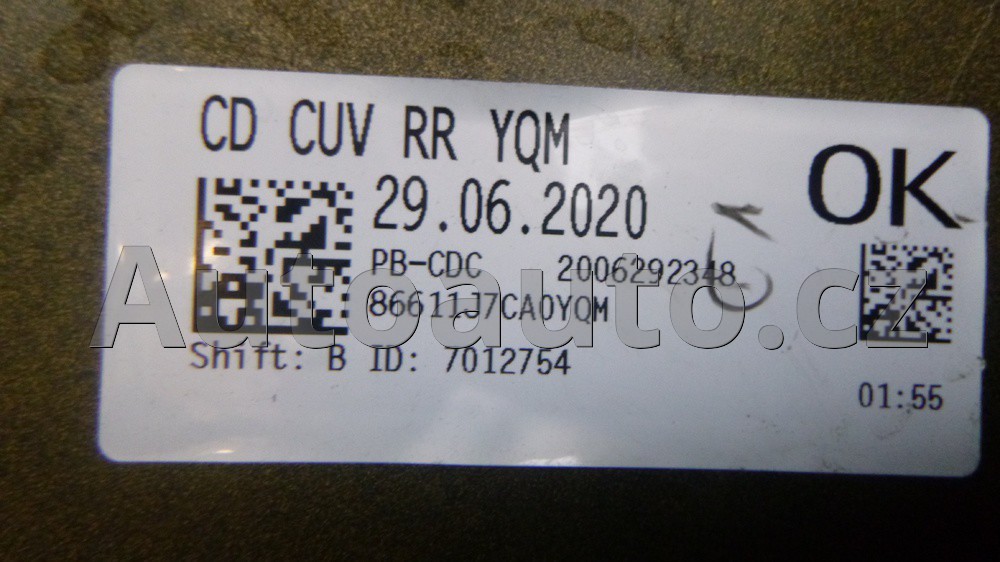 CD CUV RR YQM
OK
29.06.2020
PB-CDC 2006292348
86611J7CA0YQM
Shift: B ID: 7012754
01:55
Autoauto.cz